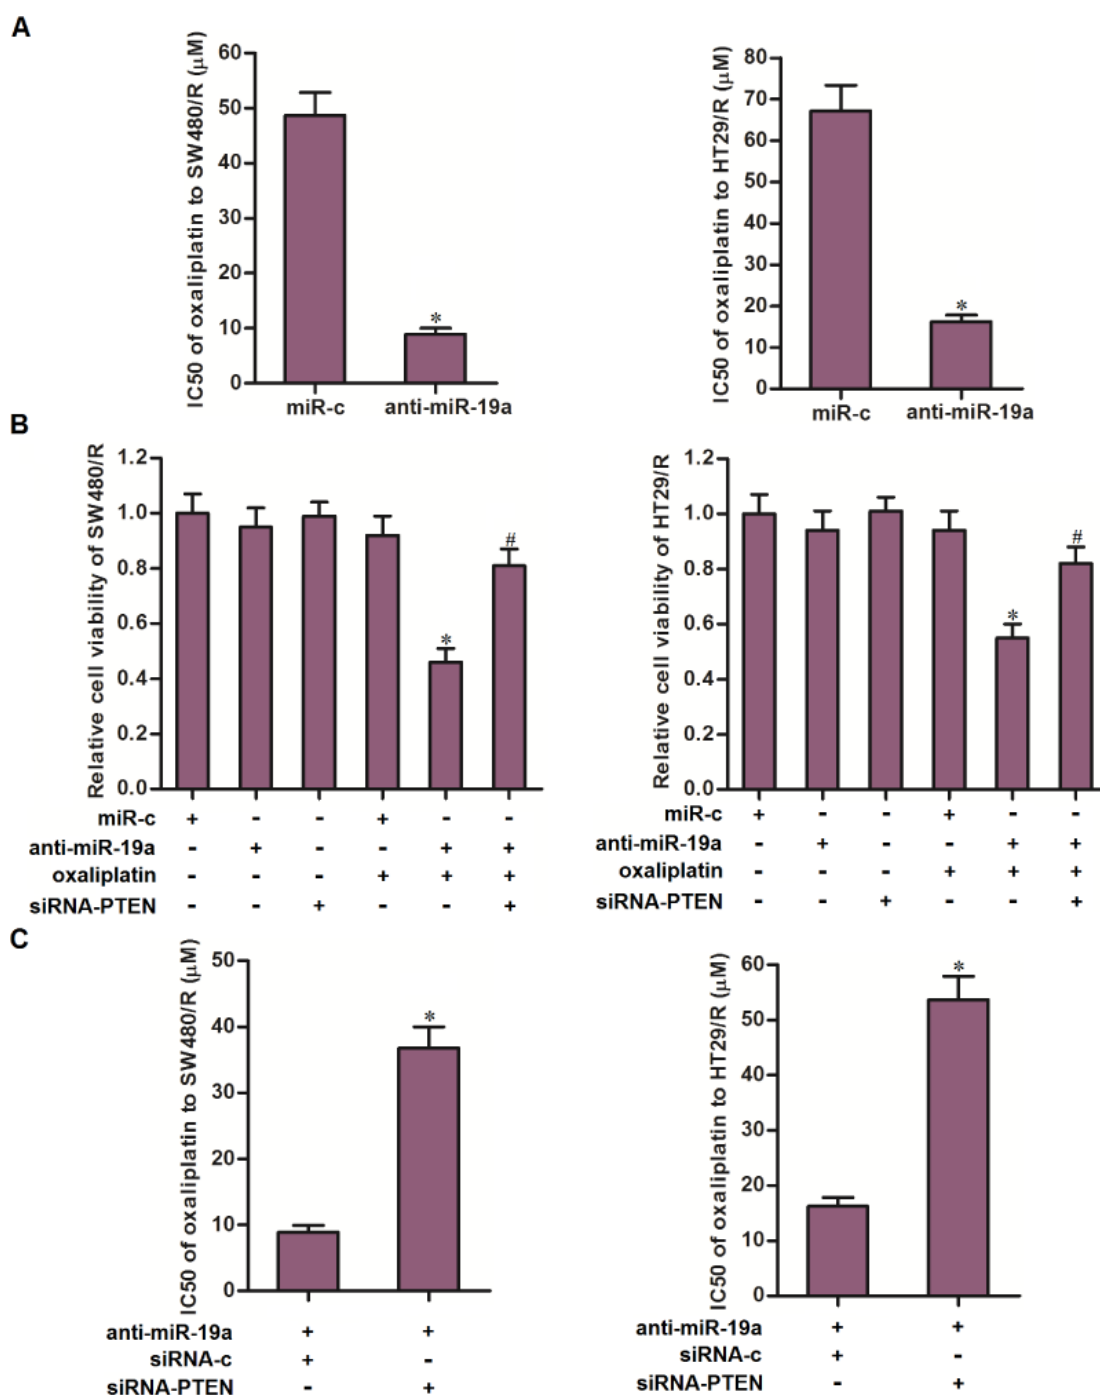 A
IC50 of oxaliplatin to SW480/R (μM)
60
50
40
30
20
10
0
*
miR-c anti-miR-19a
IC50 of oxaliplatin to HT29/R (μM)
80
70
60
50
40
30
20
10
0
*
miR-c anti-miR-19a
B
Relative cell viability of SW480/R
1.2
1.0
0.8
0.6
0.4
0.2
0.0
* #
miR-c + - - + - -
anti-miR-19a - + - - + +
oxaliplatin - - - + + +
siRNA-PTEN - - + - - +
Relative cell viability of HT29/R
1.2
1.0
0.8
0.6
0.4
0.2
0.0
* #
miR-c + - - + - -
anti-miR-19a - + - - + +
oxaliplatin - - - + + +
siRNA-PTEN - - + - - +
C
IC50 of oxaliplatin to SW480/R (μM)
50
40
30
20
10
0
*
anti-miR-19a + +
siRNA-c + -
siRNA-PTEN - +
IC50 of oxaliplatin to HT29/R (μM)
60
50
40
30
20
10
0
*
anti-miR-19a + +
siRNA-c + -
siRNA-PTEN - +